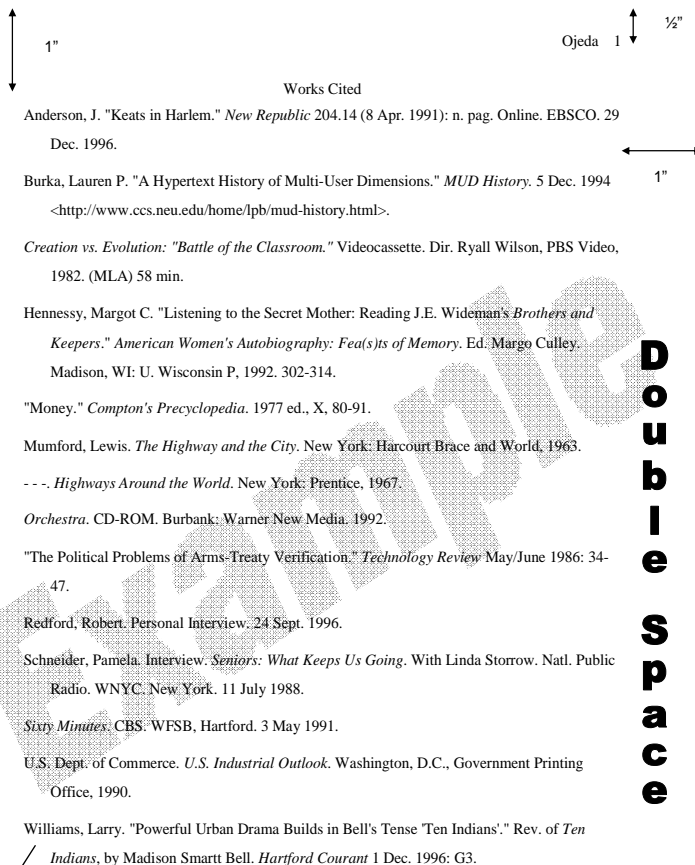 ½"
Ojeda 1
1"
Works Cited
Anderson, J. "Keats in Harlem." New Republic 204.14 (8 Apr. 1991): n. pag. Online. EBSCO. 29
Dec. 1996.
1"
Burka, Lauren P. "A Hypertext History of Multi-User Dimensions." MUD History. 5 Dec. 1994
<http://www.ccs.neu.edu/home/lpb/mud-history.html>.
Creation vs. Evolution: "Battle of the Classroom." Videocassette. Dir. Ryall Wilson, PBS Video,
1982. (MLA) 58 min.
Hennessy, Margot C. "Listening to the Secret Mother: Reading J.E. Wideman's Brothers and
Keepers." American Women's Autobiography: Fea(s)ts of Memory. Ed. Margo Culley.
Madison, WI: U. Wisconsin P, 1992. 302-314.
"Money." Compton's Precyclopedia. 1977 ed., X, 80-91.
Mumford, Lewis. The Highway and the City. New York: Harcourt Brace and World, 1963.
- - -. Highways Around the World. New York: Prentice, 1967.
Orchestra. CD-ROM. Burbank: Warner New Media. 1992.
"The Political Problems of Arms-Treaty Verification." Technology Review May/June 1986: 34-
47.
Redford, Robert. Personal Interview. 24 Sept. 1996.
Schneider, Pamela. Interview. Seniors: What Keeps Us Going. With Linda Storrow. Natl. Public
Radio. WNYC. New York. 11 July 1988.
Sixty Minutes. CBS. WFSB, Hartford. 3 May 1991.
U.S. Dept. of Commerce. U.S. Industrial Outlook. Washington, D.C., Government Printing
Office, 1990.
Williams, Larry. "Powerful Urban Drama Builds in Bell's Tense 'Ten Indians'." Rev. of Ten
Indians, by Madison Smartt Bell. Hartford Courant 1 Dec. 1996: G3.
Double Space
Example